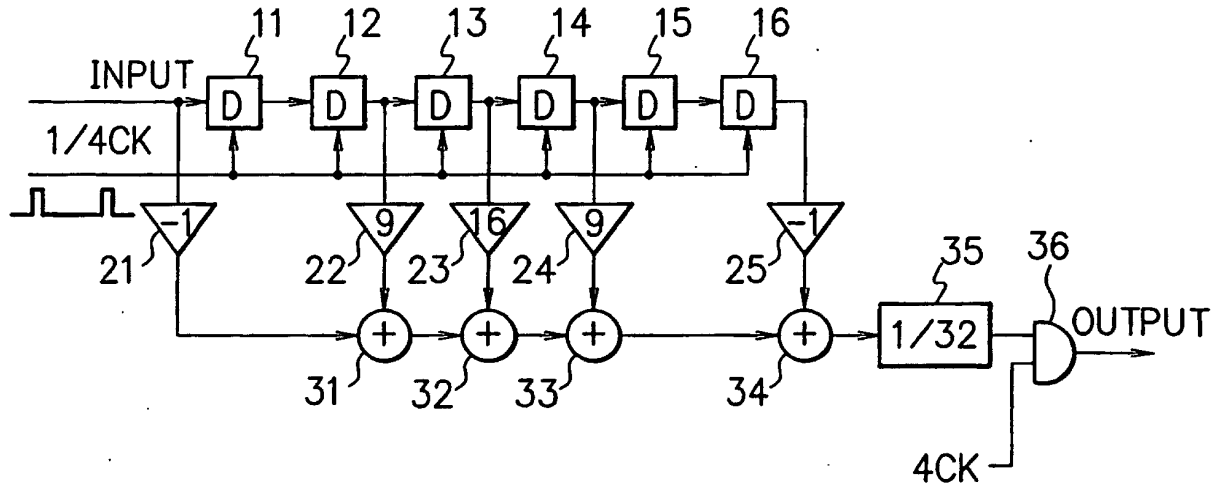 11 12 13 14 15 16
INPUT D D D D D D
1/4CK
-1 9 16 9 -1
21 22 23 24 25 35 36
+ + + + 1/32 OUTPUT
31 32 33 34
4CK